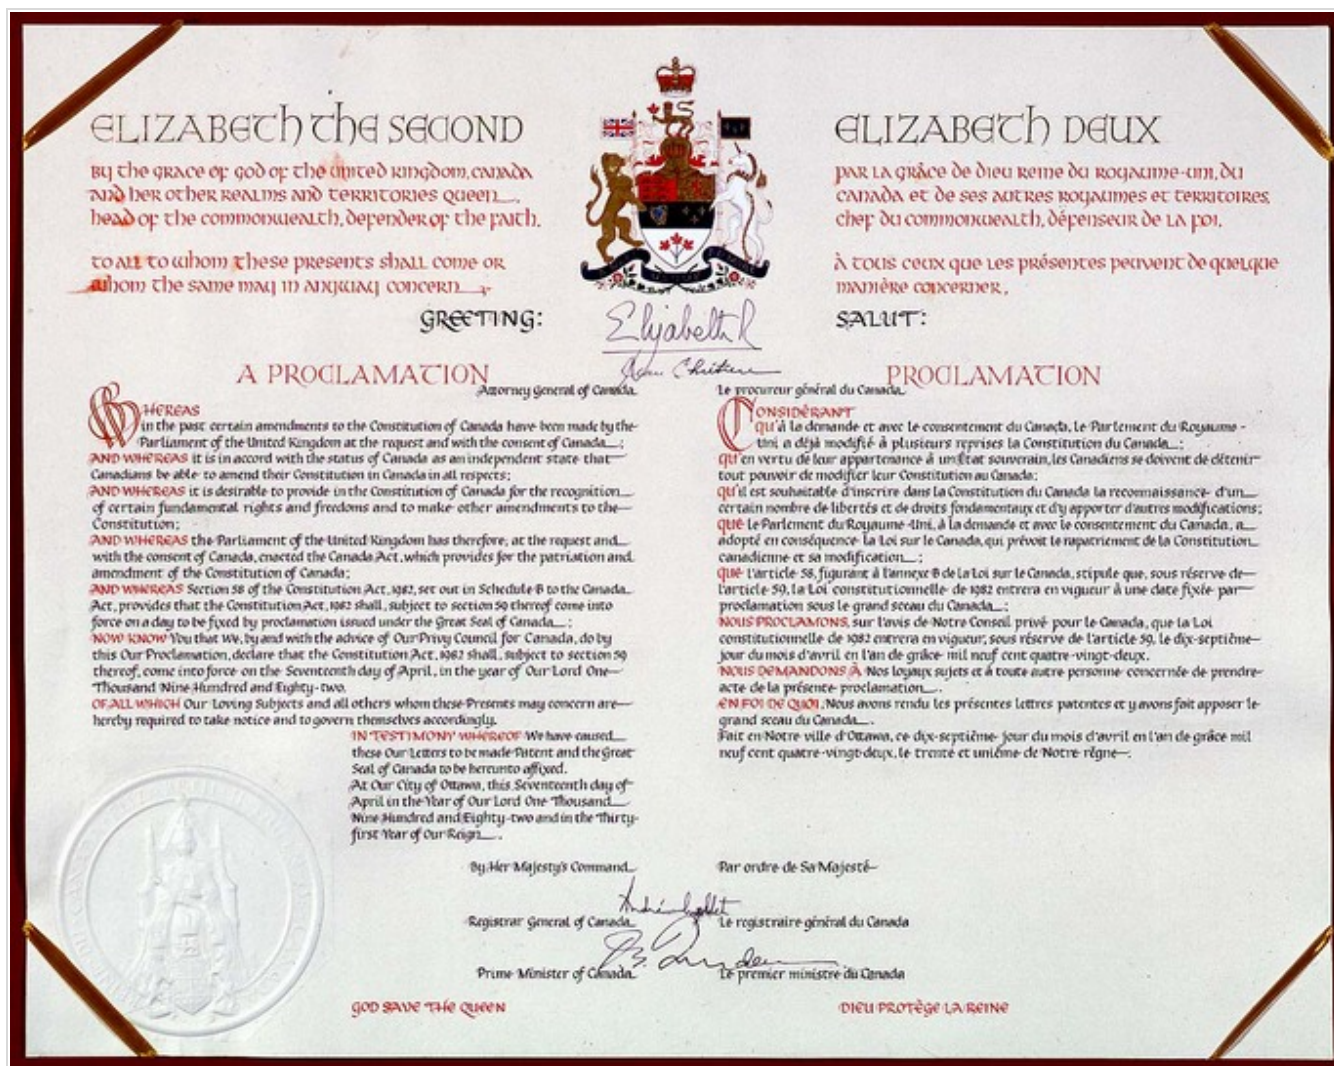 ELIZABETH THE SECOND
BY THE GRACE OF GOD OF THE UNITED KINGDOM, CANADA
AND HER OTHER REALMS AND TERRITORIES QUEEN,
HEAD OF THE COMMONWEALTH, DEFENDER OF THE FAITH.
TO ALL TO WHOM THESE PRESENTS SHALL COME OR
WHOM THE SAME MAY IN ANYWAY CONCERN,
GREETING:
ELIZABETH DEUX
PAR LA GRÂCE DE DIEU REINE DU ROYAUME-UNI, DU
CANADA ET DE SES AUTRES ROYAUMES ET TERRITOIRES,
CHEF DU COMMONWEALTH, DÉFENSEUR DE LA FOI.
À TOUS CEUX QUE LES PRÉSENTES PEUVENT DE QUELQUE
MANIÈRE CONCERNER,
SALUT:
Elizabeth R
Jean Chrétien
A PROCLAMATION
Attorney General of Canada
WHEREAS
in the past certain amendments to the Constitution of Canada have been made by the
Parliament of the United Kingdom at the request and with the consent of Canada;
AND WHEREAS it is in accord with the status of Canada as an independent state that
Canadians be able to amend their Constitution in Canada in all respects;
AND WHEREAS it is desirable to provide in the Constitution of Canada for the recognition
of certain fundamental rights and freedoms and to make other amendments to the
Constitution;
AND WHEREAS the Parliament of the United Kingdom has therefore, at the request and
with the consent of Canada, enacted the Canada Act, which provides for the patriation and
amendment of the Constitution of Canada;
AND WHEREAS Section 58 of the Constitution Act, 1982, set out in Schedule B to the Canada
Act, provides that the Constitution Act, 1982 shall, subject to section 59 thereof come into
force on a day to be fixed by proclamation issued under the Great Seal of Canada;
NOW KNOW You that We, by and with the advice of Our Privy Council for Canada, do by
this Our Proclamation, declare that the Constitution Act, 1982 shall, subject to section 59
thereof, come into force on the Seventeenth day of April, in the year of Our Lord One
Thousand Nine Hundred and Eighty-two.
OF ALL WHICH Our Loving Subjects and all others whom these Presents may concern are
hereby required to take notice and to govern themselves accordingly.
IN TESTIMONY WHEREOF We have caused
these Our Letters to be made Patent and the Great
Seal of Canada to be hereunto affixed.
At Our City of Ottawa, this Seventeenth day of
April in the Year of Our Lord One Thousand
Nine Hundred and Eighty-two and in the Thirty-
first Year of Our Reign.
By Her Majesty's Command
Registrar General of Canada
Prime Minister of Canada
GOD SAVE THE QUEEN
PROCLAMATION
Le procureur général du Canada
CONSIDÉRANT
qu'à la demande et avec le consentement du Canada, le Parlement du Royaume-
Uni a déjà modifié à plusieurs reprises la Constitution du Canada;
qu'en vertu de leur appartenance à un État souverain, les Canadiens se doivent de détenir
tout pouvoir de modifier leur Constitution au Canada;
qu'il est souhaitable d'inscrire dans la Constitution du Canada la reconnaissance d'un
certain nombre de libertés et de droits fondamentaux et d'y apporter d'autres modifications;
que le Parlement du Royaume-Uni, à la demande et avec le consentement du Canada, a
adopté en conséquence la Loi sur le Canada, qui prévoit le rapatriement de la Constitution
canadienne et sa modification;
que l'article 58, figurant à l'annexe B de la Loi sur le Canada, stipule que, sous réserve de
l'article 59, la Loi constitutionnelle de 1982 entrera en vigueur à une date fixée par
proclamation sous le grand sceau du Canada;
NOUS PROCLAMONS, sur l'avis de Notre Conseil privé pour le Canada, que la Loi
constitutionnelle de 1982 entrera en vigueur, sous réserve de l'article 59, le dix-septième
jour du mois d'avril en l'an de grâce mil neuf cent quatre-vingt-deux.
NOUS DEMANDONS À Nos loyaux sujets et à toute autre personne concernée de prendre
acte de la présente proclamation.
EN FOI DE QUOI, Nous avons rendu les présentes lettres patentes et y avons fait apposer le
grand sceau du Canada.
Fait en Notre ville d'Ottawa, ce dix-septième jour du mois d'avril en l'an de grâce mil
neuf cent quatre-vingt-deux, le trente et unième de Notre règne.
Par ordre de Sa Majesté
Le registraire général du Canada
Le premier ministre du Canada
DIEU PROTÈGE LA REINE